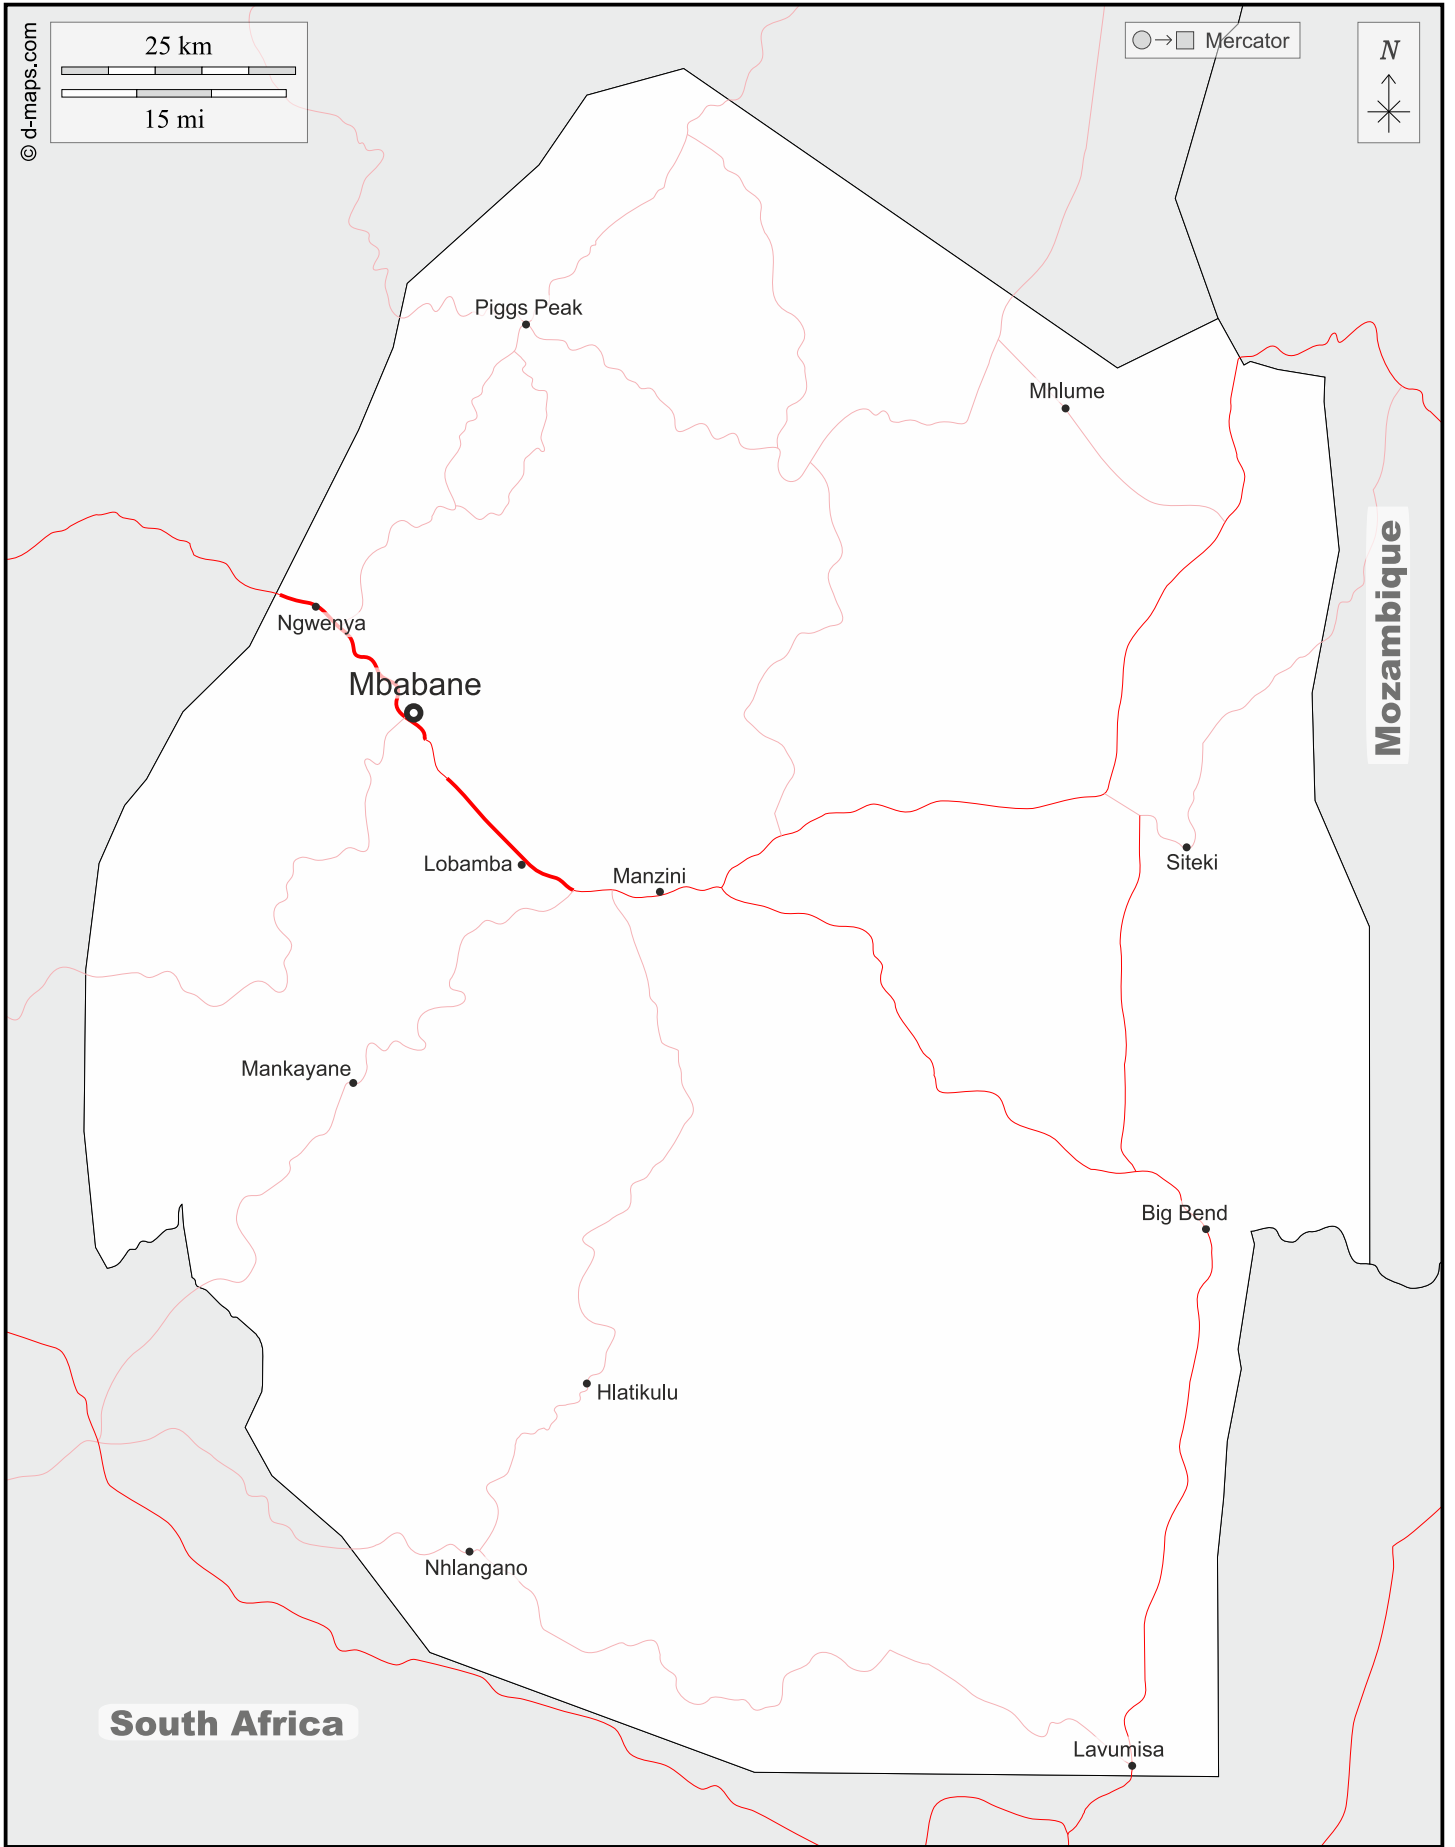 © d-maps.com
25 km
15 mi
Mercator
N
Piggs Peak
Mhlume
Mozambique
Ngwenya
Mbabane
Lobamba
Manzini
Siteki
Mankayane
Big Bend
Hlatikulu
Nhlangano
South Africa
Lavumisa